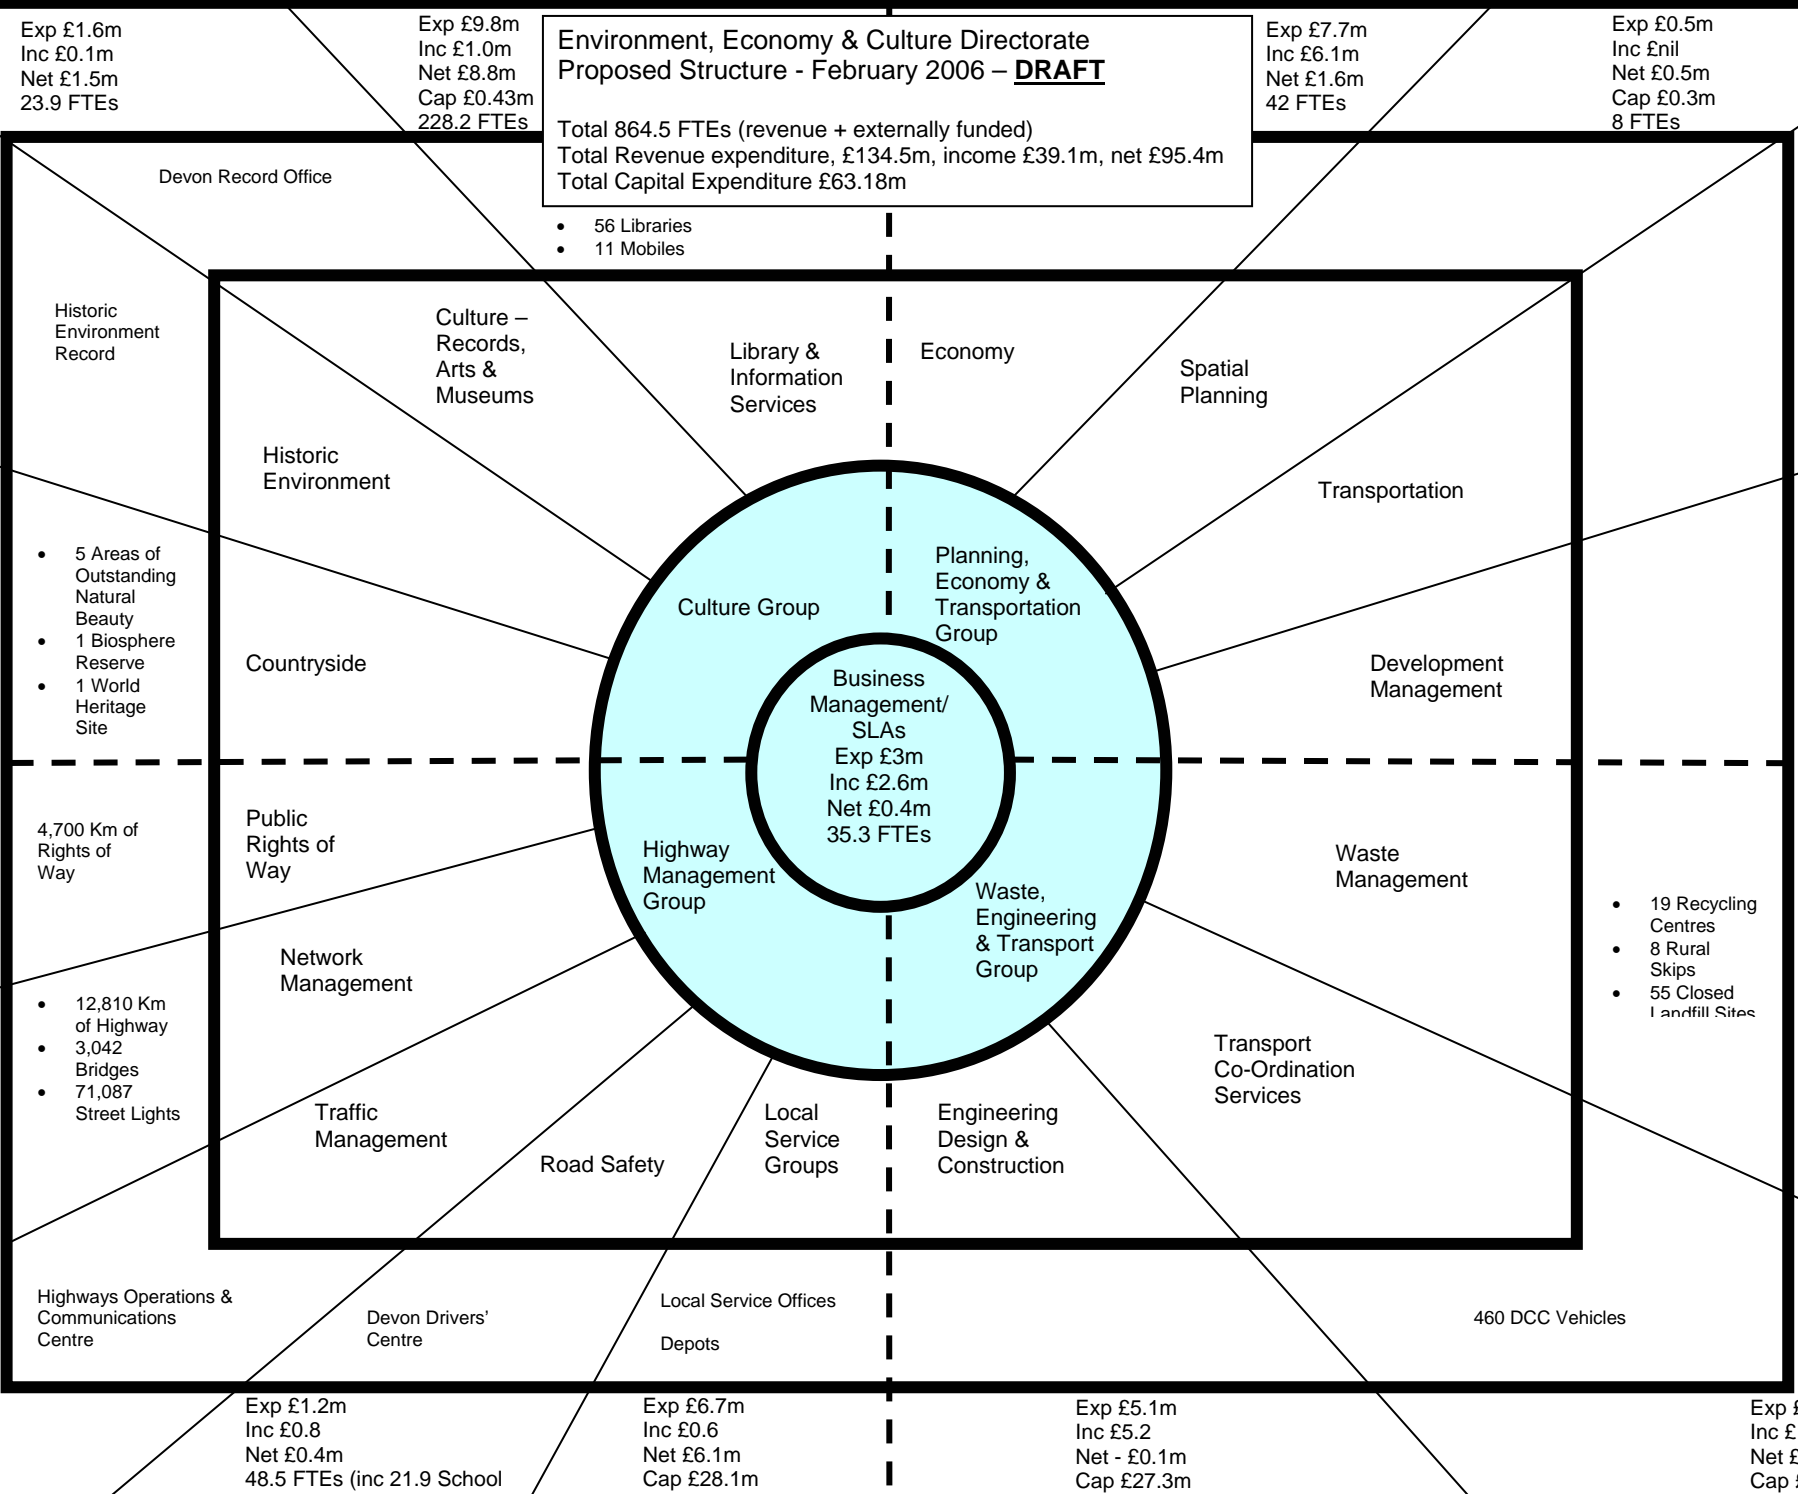 Exp £1.6m
Inc £0.1m
Net £1.5m
23.9 FTEs
Exp £9.8m
Inc £1.0m
Net £8.8m
Cap £0.43m
228.2 FTEs
Environment, Economy & Culture Directorate
Proposed Structure - February 2006 – DRAFT
Total 864.5 FTEs (revenue + externally funded)
Total Revenue expenditure, £134.5m, income £39.1m, net £95.4m
Total Capital Expenditure £63.18m
Exp £7.7m
Inc £6.1m
Net £1.6m
42 FTEs
Exp £0.5m
Inc £nil
Net £0.5m
Cap £0.3m
8 FTEs
Devon Record Office
• 56 Libraries
• 11 Mobiles
Historic
Environment
Record
Culture –
Records,
Arts &
Museums
Library &
Information
Services
Economy
Spatial
Planning
Historic
Environment
Transportation
• 5 Areas of
Outstanding
Natural
Beauty
• 1 Biosphere
Reserve
• 1 World
Heritage
Site
Countryside
Culture Group
Planning,
Economy &
Transportation
Group
Development
Management
Business
Management/
SLAs
Exp £3m
Inc £2.6m
Net £0.4m
35.3 FTEs
4,700 Km of
Rights of
Way
Public
Rights of
Way
Highway
Management
Group
Waste,
Engineering
& Transport
Group
Waste
Management
• 19 Recycling
Centres
• 8 Rural
Skips
• 55 Closed
Landfill Sites
Network
Management
• 12,810 Km
of Highway
• 3,042
Bridges
• 71,087
Street Lights
Traffic
Management
Road Safety
Local
Service
Groups
Engineering
Design &
Construction
Transport
Co-Ordination
Services
Highways Operations &
Communications
Centre
Devon Drivers’
Centre
Local Service Offices
Depots
460 DCC Vehicles
Exp £1.2m
Inc £0.8
Net £0.4m
48.5 FTEs (inc 21.9 School
Exp £6.7m
Inc £0.6
Net £6.1m
Cap £28.1m
Exp £5.1m
Inc £5.2
Net - £0.1m
Cap £27.3m
Exp £
Inc £
Net £
Cap £